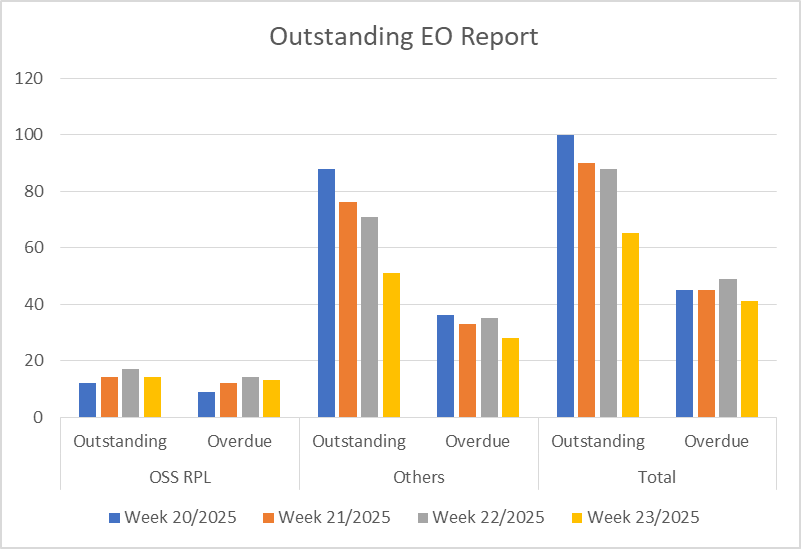 Outstanding EO Report
120
100
80
60
40
20
0
Outstanding Overdue Outstanding Overdue Outstanding Overdue
OSS RPL Others Total
Week 20/2025 Week 21/2025 Week 22/2025 Week 23/2025